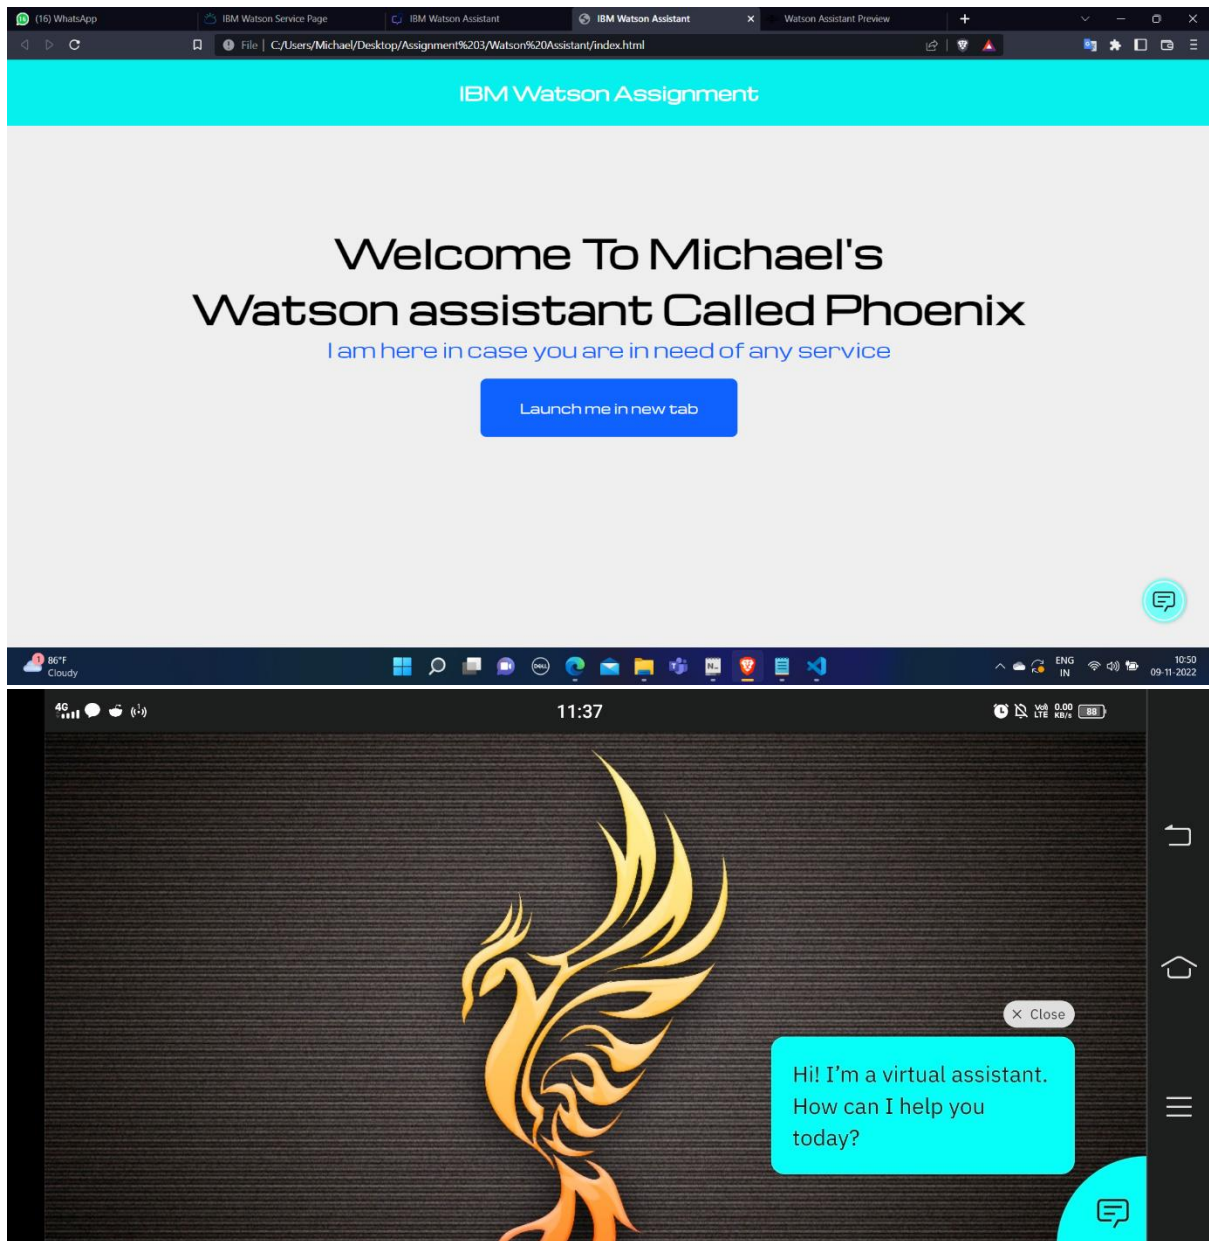 (16) WhatsApp
IBM Watson Service Page
IBM Watson Assistant
IBM Watson Assistant
Watson Assistant Preview
File | C:/Users/Michael/Desktop/Assignment%203/Watson%20Assistant/index.html
IBM Watson Assignment
Welcome To Michael's
Watson assistant Called Phoenix
I am here in case you are in need of any service
Launch me in new tab
1
86°F
Cloudy
DELL
ENG
IN
10:50
09-11-2022
4G
11:37
VoD
LTE
0.00
KB/s
88
× Close
Hi! I’m a virtual assistant.
How can I help you
today?